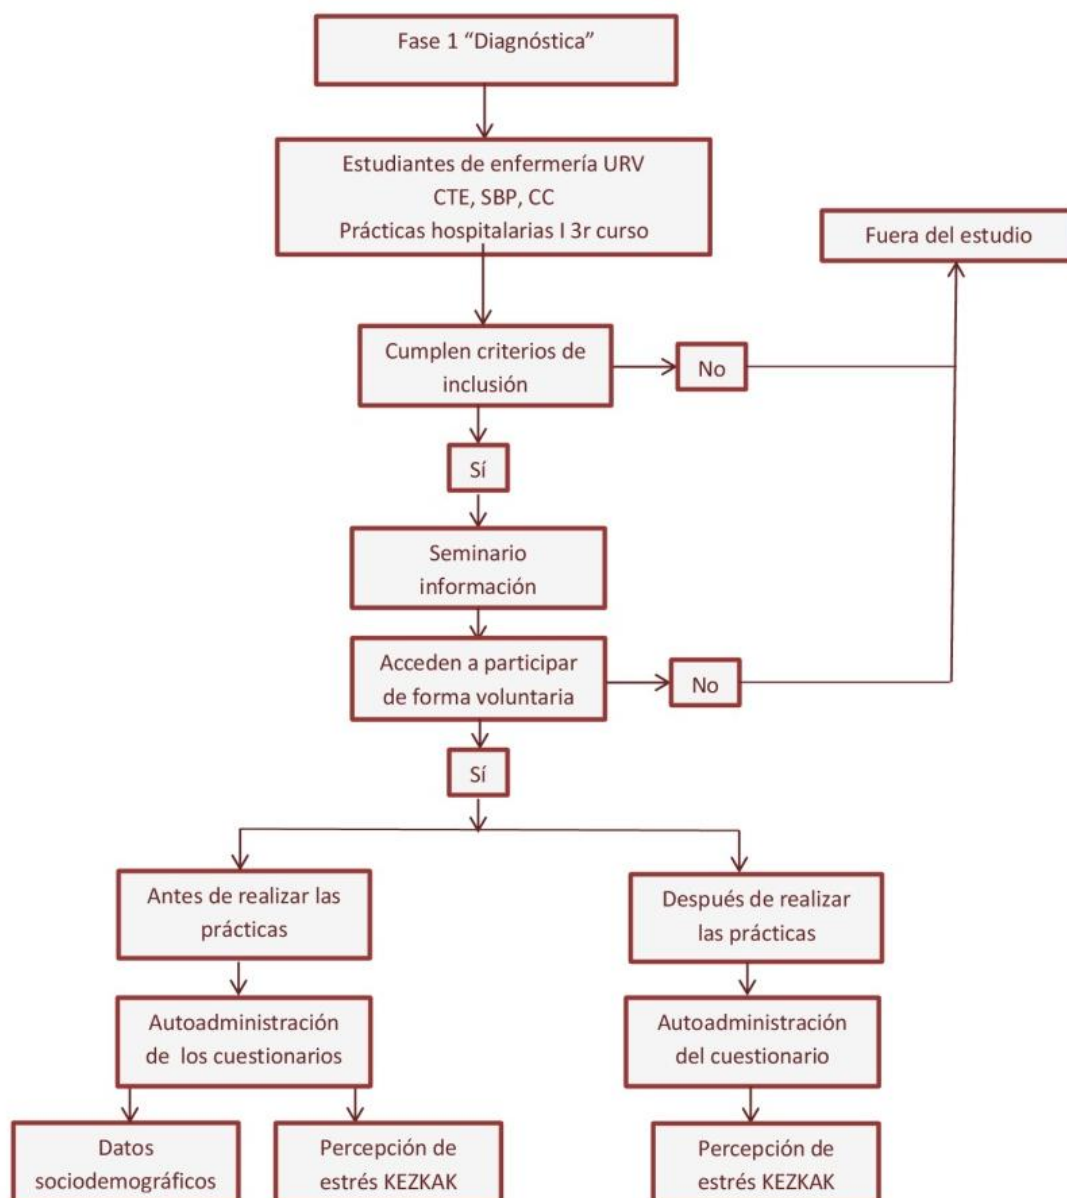 Fase 1 “Diagnóstica”
Estudiantes de enfermería URV
CTE, SBP, CC
Prácticas hospitalarias I 3r curso
Fuera del estudio
Cumplen criterios de
inclusión
No
Sí
Seminario
información
Acceden a participar
de forma voluntaria
No
Sí
Antes de realizar las
prácticas
Después de realizar
las prácticas
Autoadministración
de los cuestionarios
Autoadministración
del cuestionario
Datos
sociodemográficos
Percepción de
estrés KEZKAK
Percepción de
estrés KEZKAK